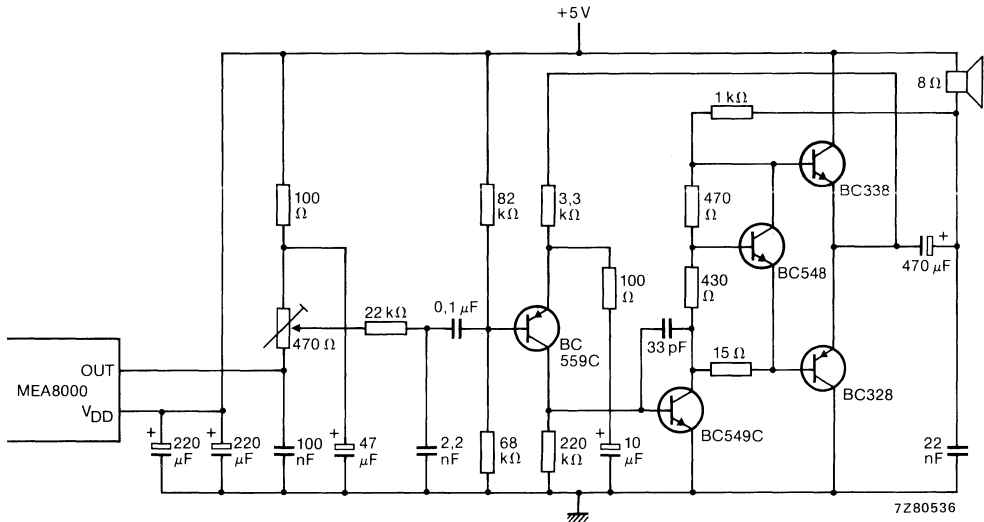 +5 V
8 Ω
1 kΩ
BC338
100
Ω
82
kΩ
3,3
kΩ
470
Ω
+
470 μF
BC548
100
Ω
430
Ω
22 kΩ
0,1 μF
470 Ω
BC
559C
33 pF
15 Ω
BC328
OUT
MEA8000
VDD
BC549C
+
220
μF
+
220
μF
100
nF
+
47
μF
2,2
nF
68
kΩ
220
kΩ
+
10
μF
22
nF
7Z80536